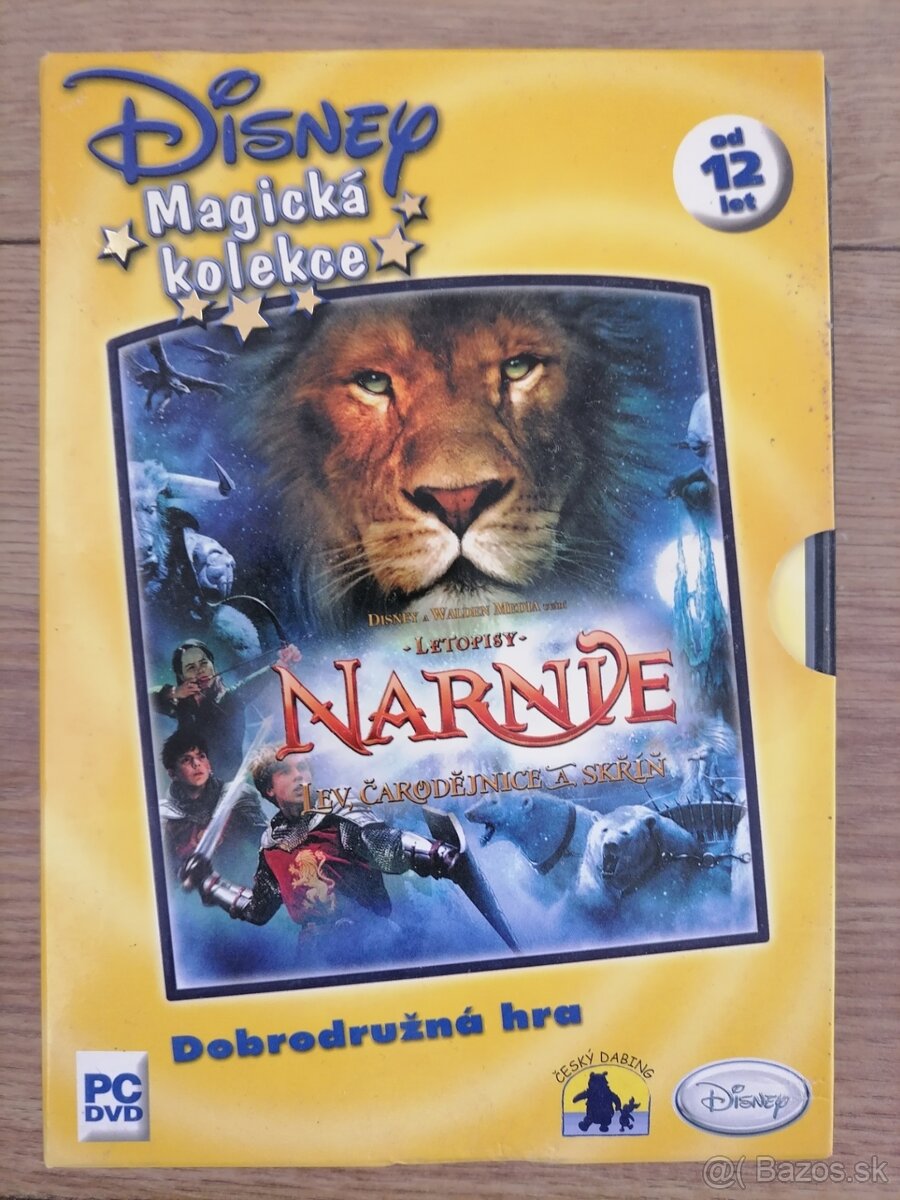 Disney
Magická
kolekce
od
12
let
Disney a Walden Media uvádí
- Letopisy -
Narnie
Lev, čarodějnice a skříň
Dobrodružná hra
PC
DVD
ČESKÝ DABING
Disney
@( Bazos.sk